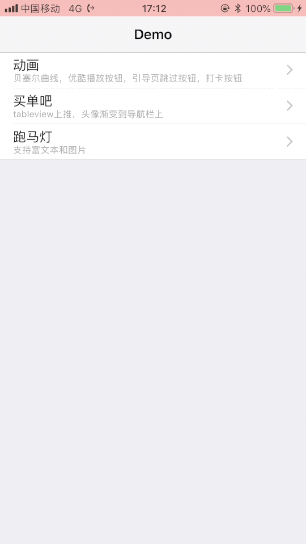 中国移动 4G 17:12 100%
Demo
动画
贝塞尔曲线，优酷播放按钮，引导页跳过按钮，打卡按钮
买单吧
tableview上推，头像渐变到导航栏上
跑马灯
支持富文本和图片